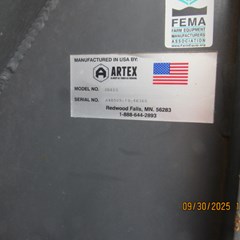 FEMA
FARM EQUIPMENT
MANUFACTURERS
ASSOCIATION
MANUFACTURED IN USA BY:
ARTEX
MODEL NO.
SERIAL NO.
Redwood Falls, MN. 56283
1-888-644-2893
09/30/2025